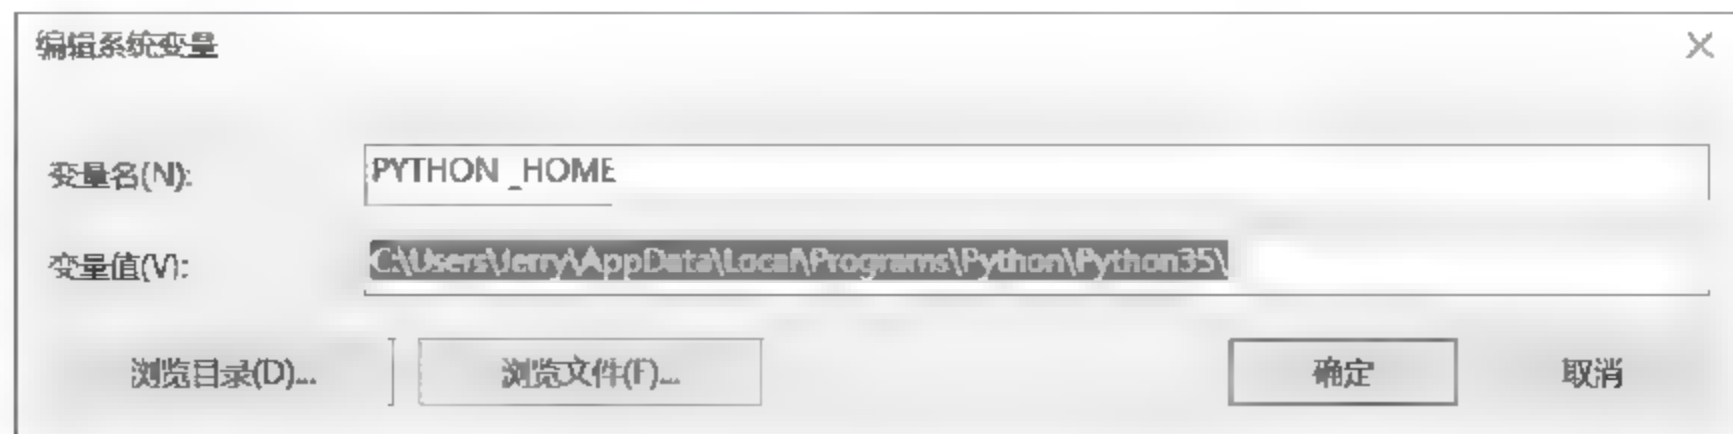 编辑系统变量
变量名(N): PYTHON _HOME
变量值(V): C:\Users\Jerry\AppData\Local\Programs\Python\Python35\
浏览目录(D)... 浏览文件(F)... 确定 取消